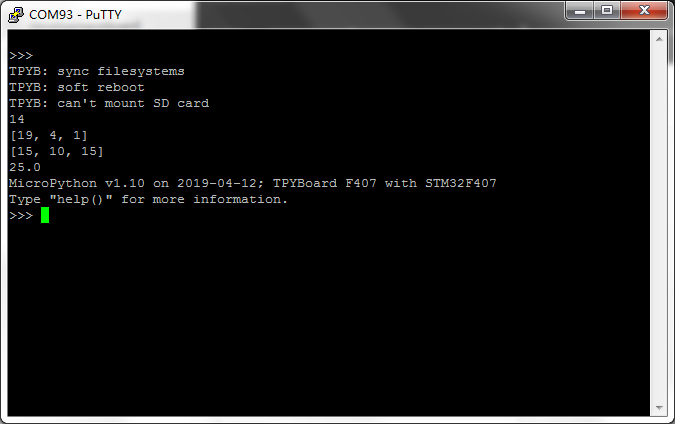 COM93 - PuTTY
>>>
TPYB: sync filesystems
TPYB: soft reboot
TPYB: can't mount SD card
14
[19, 4, 1]
[15, 10, 15]
25.0
MicroPython v1.10 on 2019-04-12; TPYBoard F407 with STM32F407
Type "help()" for more information.
>>>